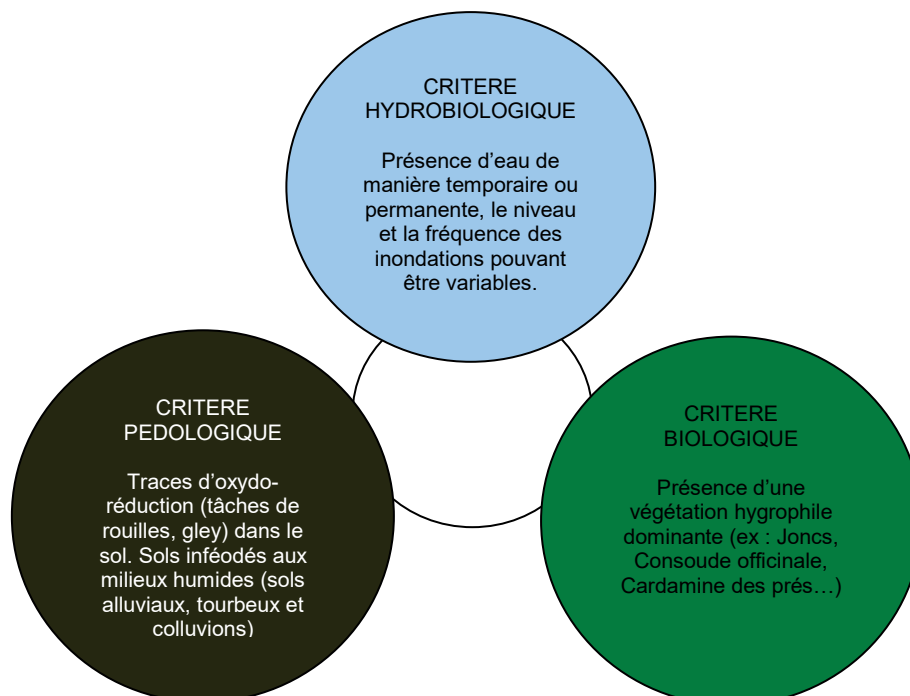 CRITERE
HYDROBIOLOGIQUE
Présence d'eau de
manière temporaire ou
permanente, le niveau
et la fréquence des
inondations pouvant
être variables.
CRITERE
PEDOLOGIQUE
Traces d'oxydo-
réduction (tâches de
rouilles, gley) dans le
sol. Sols inféodés aux
milieux humides (sols
alluviaux, tourbeux et
colluvions)
CRITERE
BIOLOGIQUE
Présence d'une
végétation hygrophile
dominante (ex : Joncs,
Consoude officinale,
Cardamine des prés…)